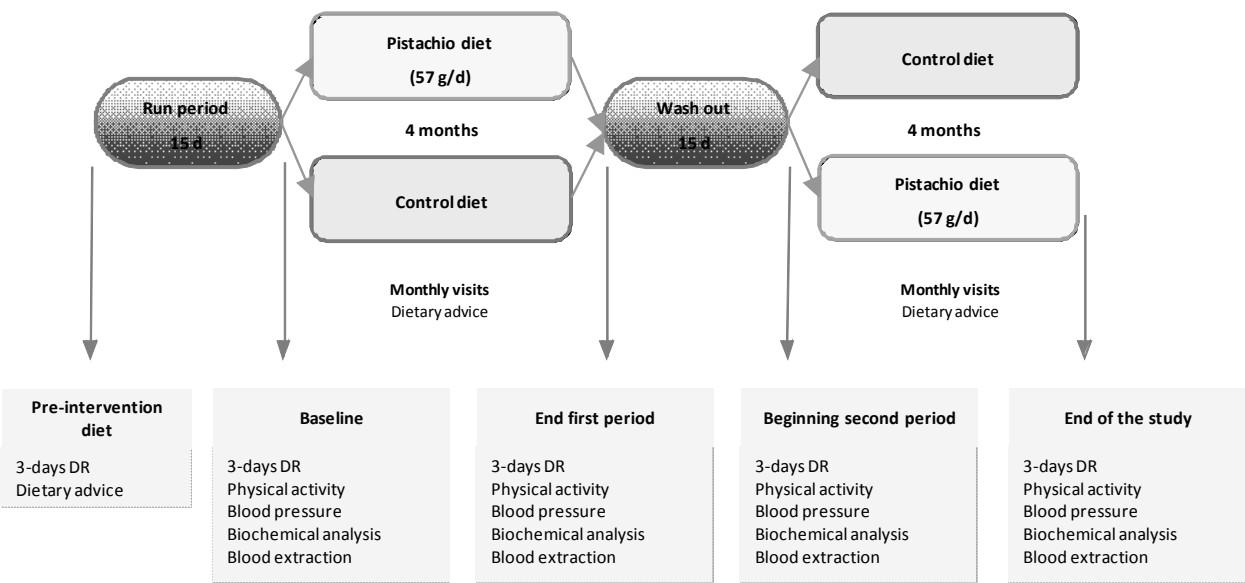 Run period
15 d
Pistachio diet
(57 g/d)
4 months
Control diet
Monthly visits
Dietary advice
Wash out
15 d
Control diet
4 months
Pistachio diet
(57 g/d)
Monthly visits
Dietary advice
Pre-intervention
diet
3-days DR
Dietary advice
Baseline
3-days DR
Physical activity
Blood pressure
Biochemical analysis
Blood extraction
End first period
3-days DR
Physical activity
Blood pressure
Biochemical analysis
Blood extraction
Beginning second period
3-days DR
Physical activity
Blood pressure
Biochemical analysis
Blood extraction
End of the study
3-days DR
Physical activity
Blood pressure
Biochemical analysis
Blood extraction